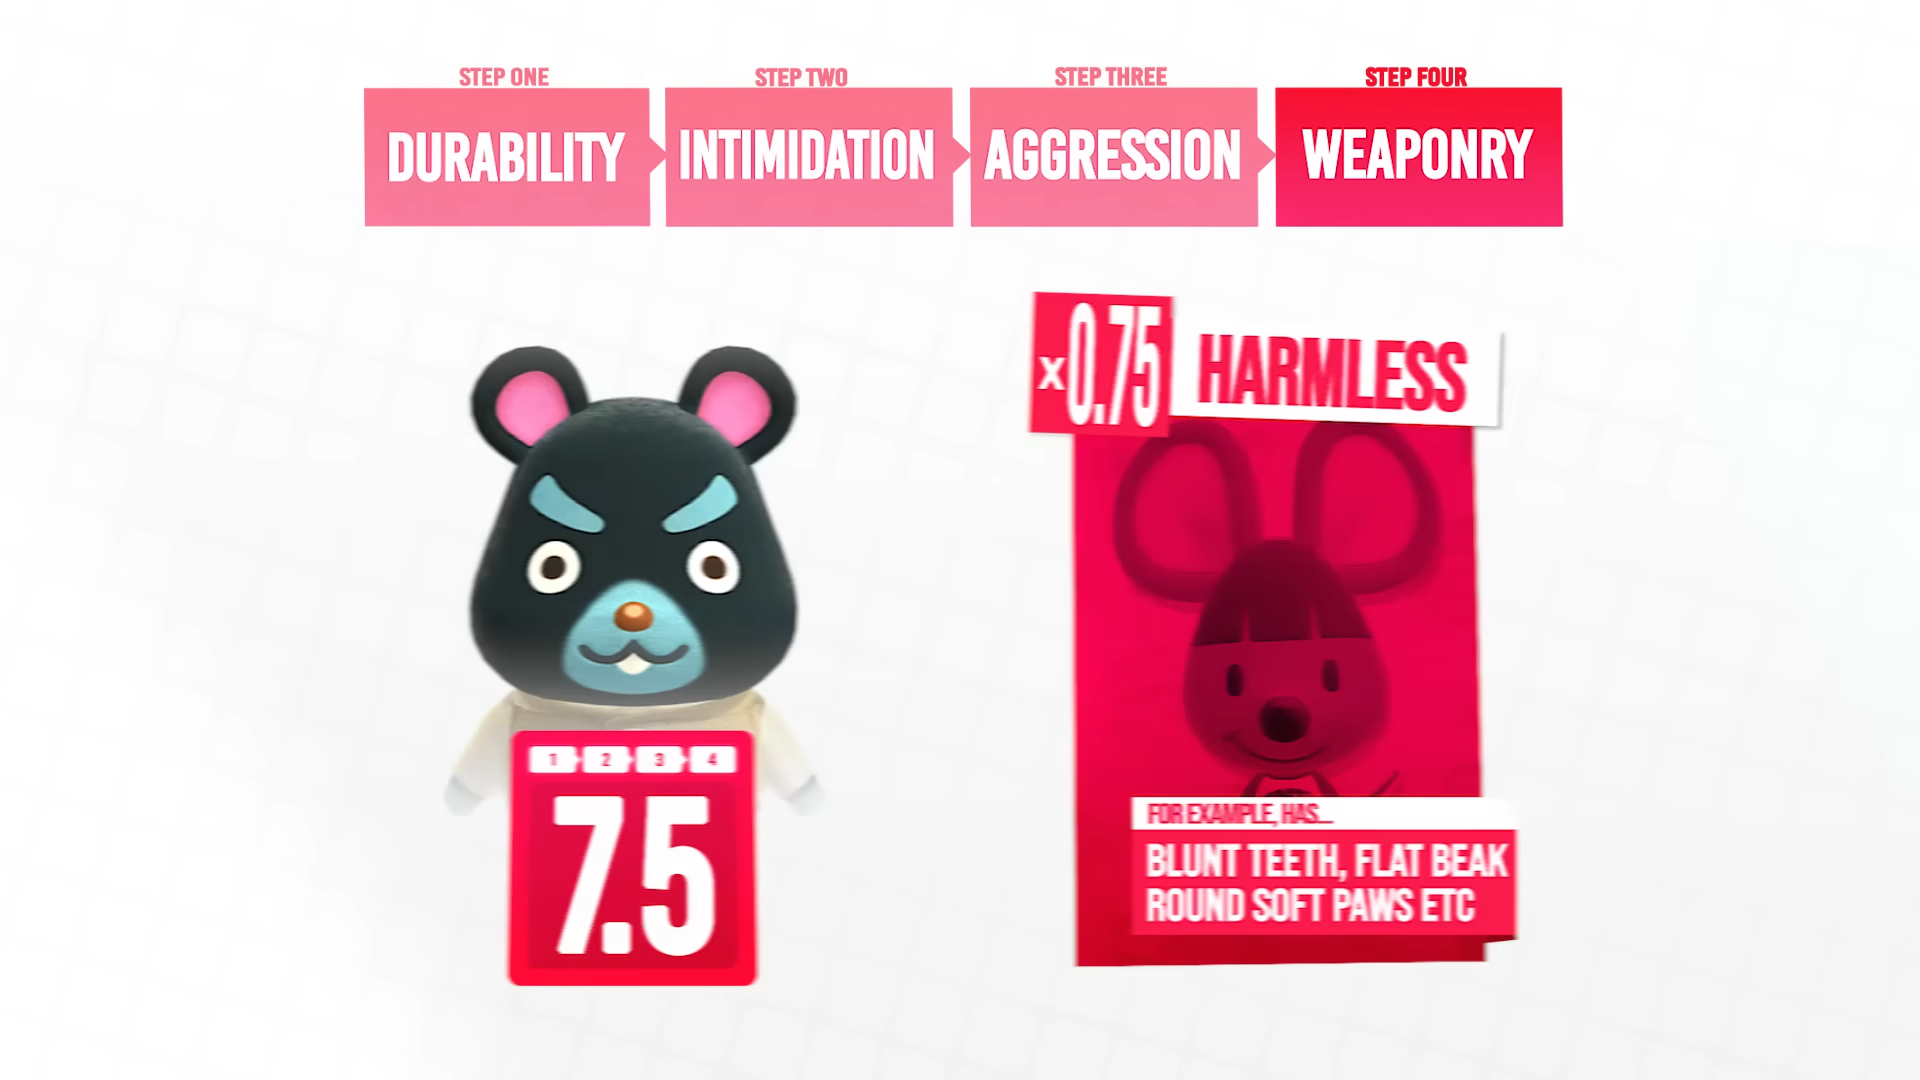 STEP ONE
DURABILITY
STEP TWO
INTIMIDATION
STEP THREE
AGGRESSION
STEP FOUR
WEAPONRY
1 2 3 4
7.5
x0.75
HARMLESS
FOR EXAMPLE, HAS...
BLUNT TEETH, FLAT BEAK
ROUND SOFT PAWS ETC